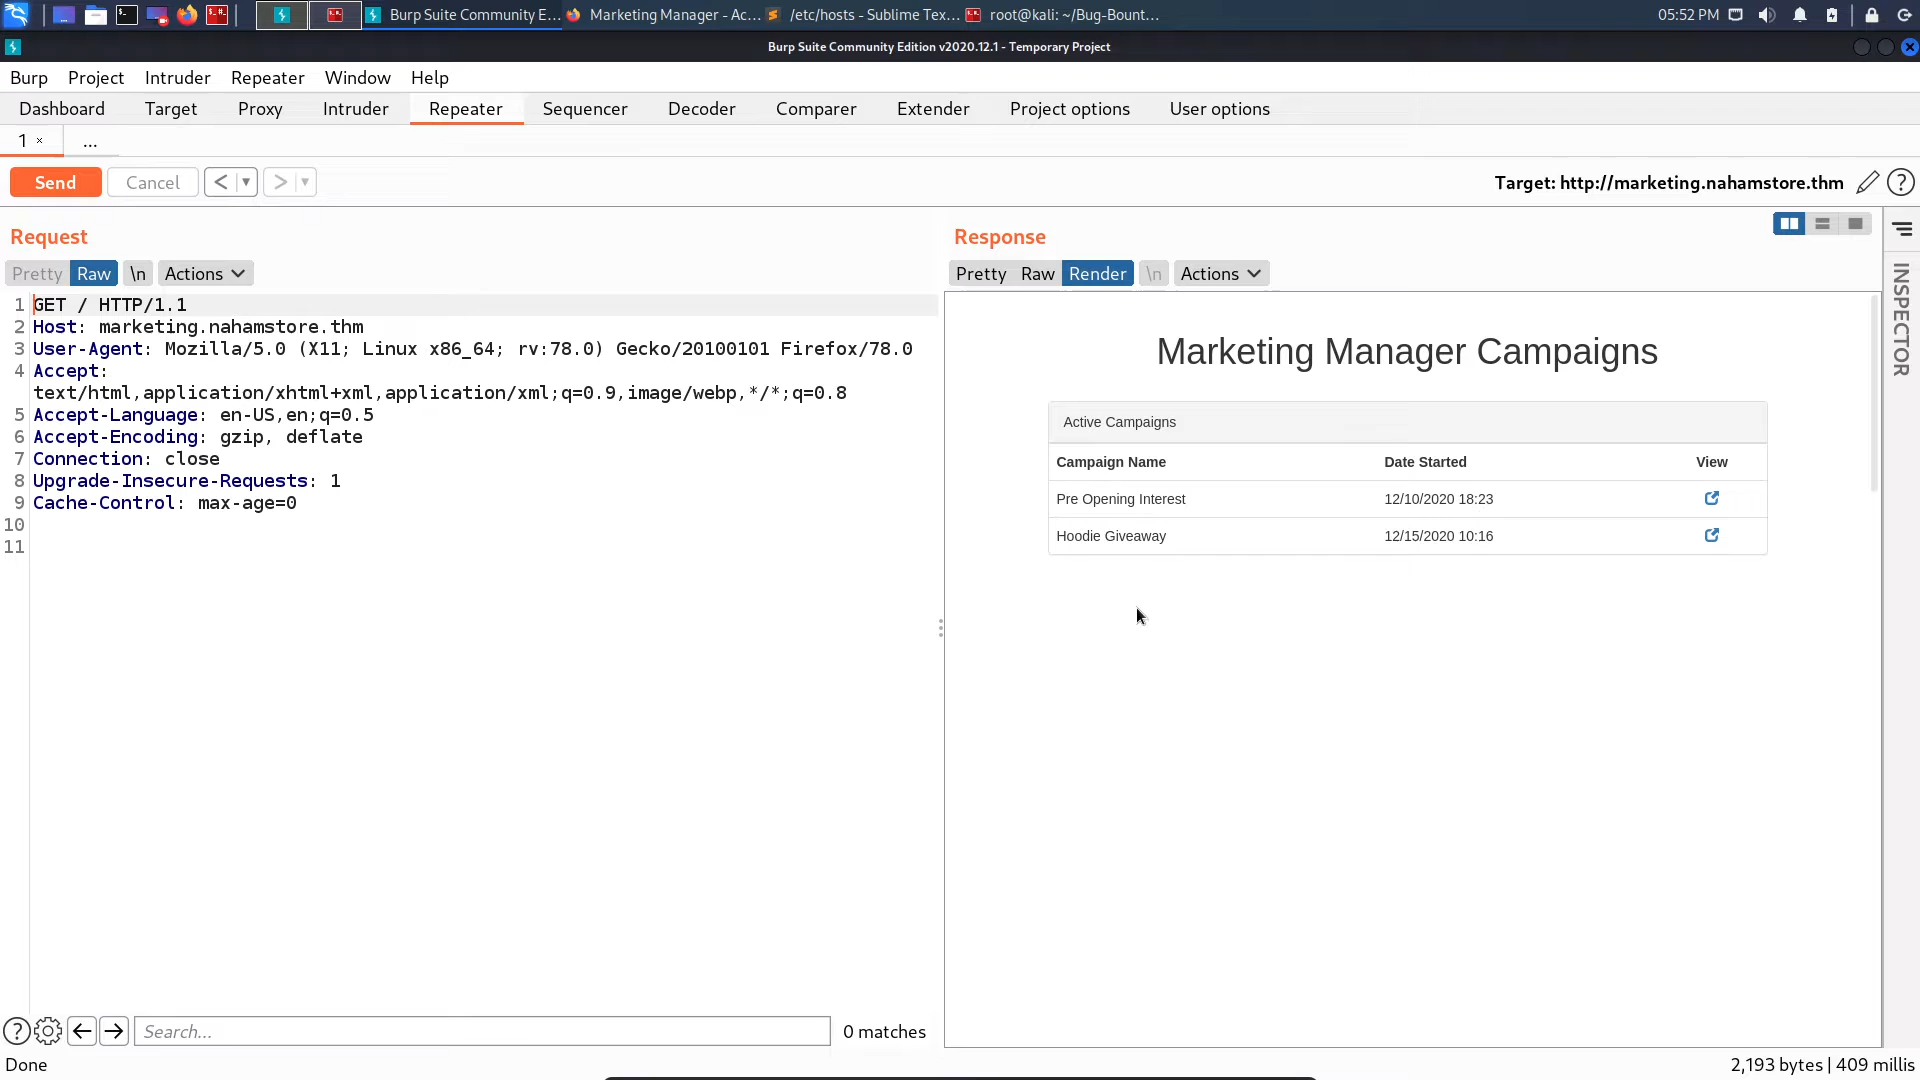 Burp Suite Community E...
Marketing Manager - Ac...
/etc/hosts - Sublime Tex...
root@kali: ~/Bug-Bount...
05:52 PM
Burp Suite Community Edition v2020.12.1 - Temporary Project
Burp Project Intruder Repeater Window Help
Dashboard Target Proxy Intruder Repeater Sequencer Decoder Comparer Extender Project options User options
1 × ...
Send Cancel < >
Target: http://marketing.nahamstore.thm
?
Request
Pretty Raw \n Actions
1 GET / HTTP/1.1
2 Host: marketing.nahamstore.thm
3 User-Agent: Mozilla/5.0 (X11; Linux x86_64; rv:78.0) Gecko/20100101 Firefox/78.0
4 Accept:
text/html,application/xhtml+xml,application/xml;q=0.9,image/webp,*/*;q=0.8
5 Accept-Language: en-US,en;q=0.5
6 Accept-Encoding: gzip, deflate
7 Connection: close
8 Upgrade-Insecure-Requests: 1
9 Cache-Control: max-age=0
10
11
? Search... 0 matches
Done
Response
Pretty Raw Render \n Actions
Marketing Manager Campaigns
Active Campaigns
Campaign Name Date Started View
Pre Opening Interest 12/10/2020 18:23
Hoodie Giveaway 12/15/2020 10:16
INSPECTOR
2,193 bytes | 409 millis